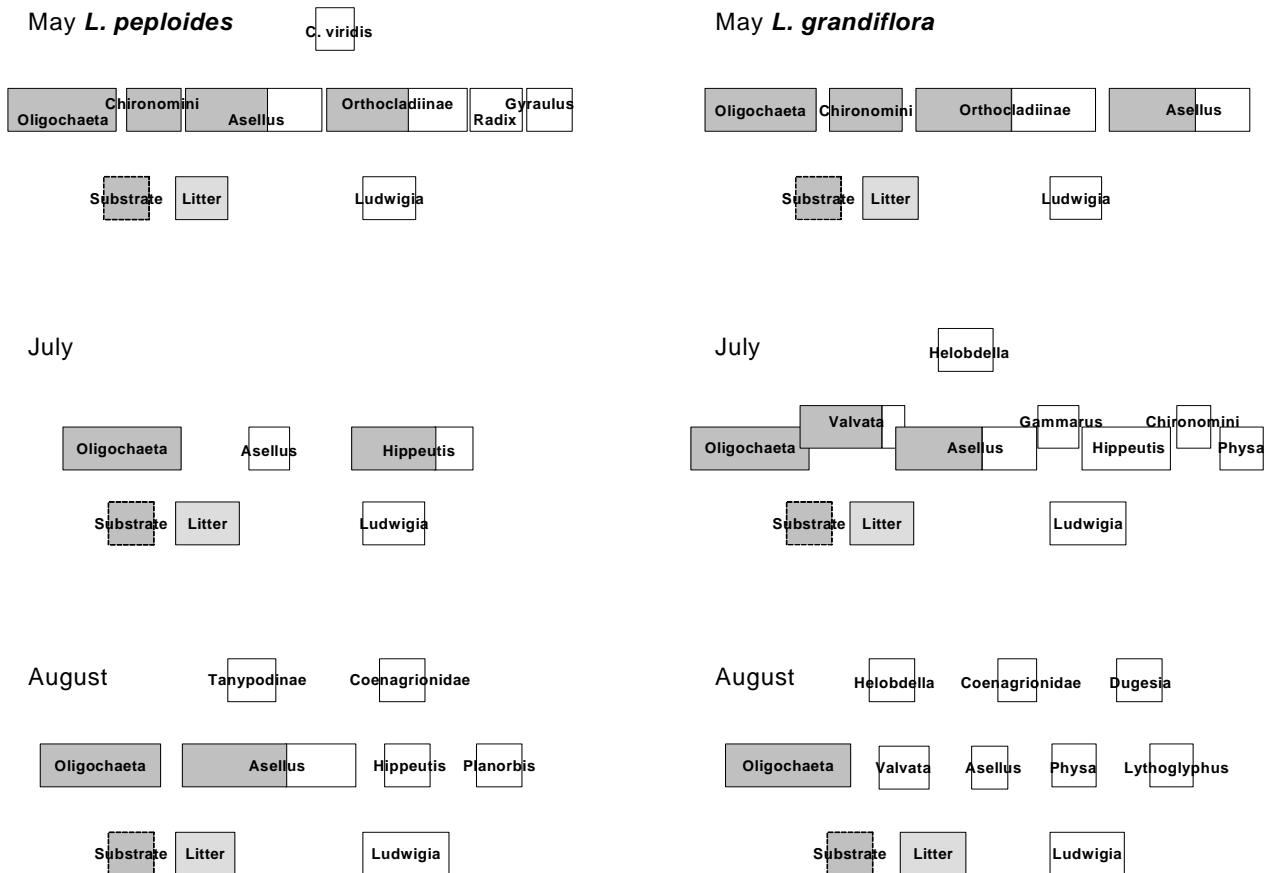 May L. peploides
C. viridis
Oligochaeta Chironomini Asellus Orthocladiinae Radix Gyraulus
Substrate Litter Ludwigia
May L. grandiflora
Oligochaeta Chironomini Orthocladiinae Asellus
Substrate Litter Ludwigia
July
Oligochaeta Asellus Hippeutis
Substrate Litter Ludwigia
July
Helobdella
Oligochaeta Valvata Asellus Gammarus Hippeutis Chironomini Physa
Substrate Litter Ludwigia
August
Tanypodinae Coenagrionidae
Oligochaeta Asellus Hippeutis Planorbis
Substrate Litter Ludwigia
August
Helobdella Coenagrionidae Dugesia
Oligochaeta Valvata Asellus Physa Lythoglyphus
Substrate Litter Ludwigia